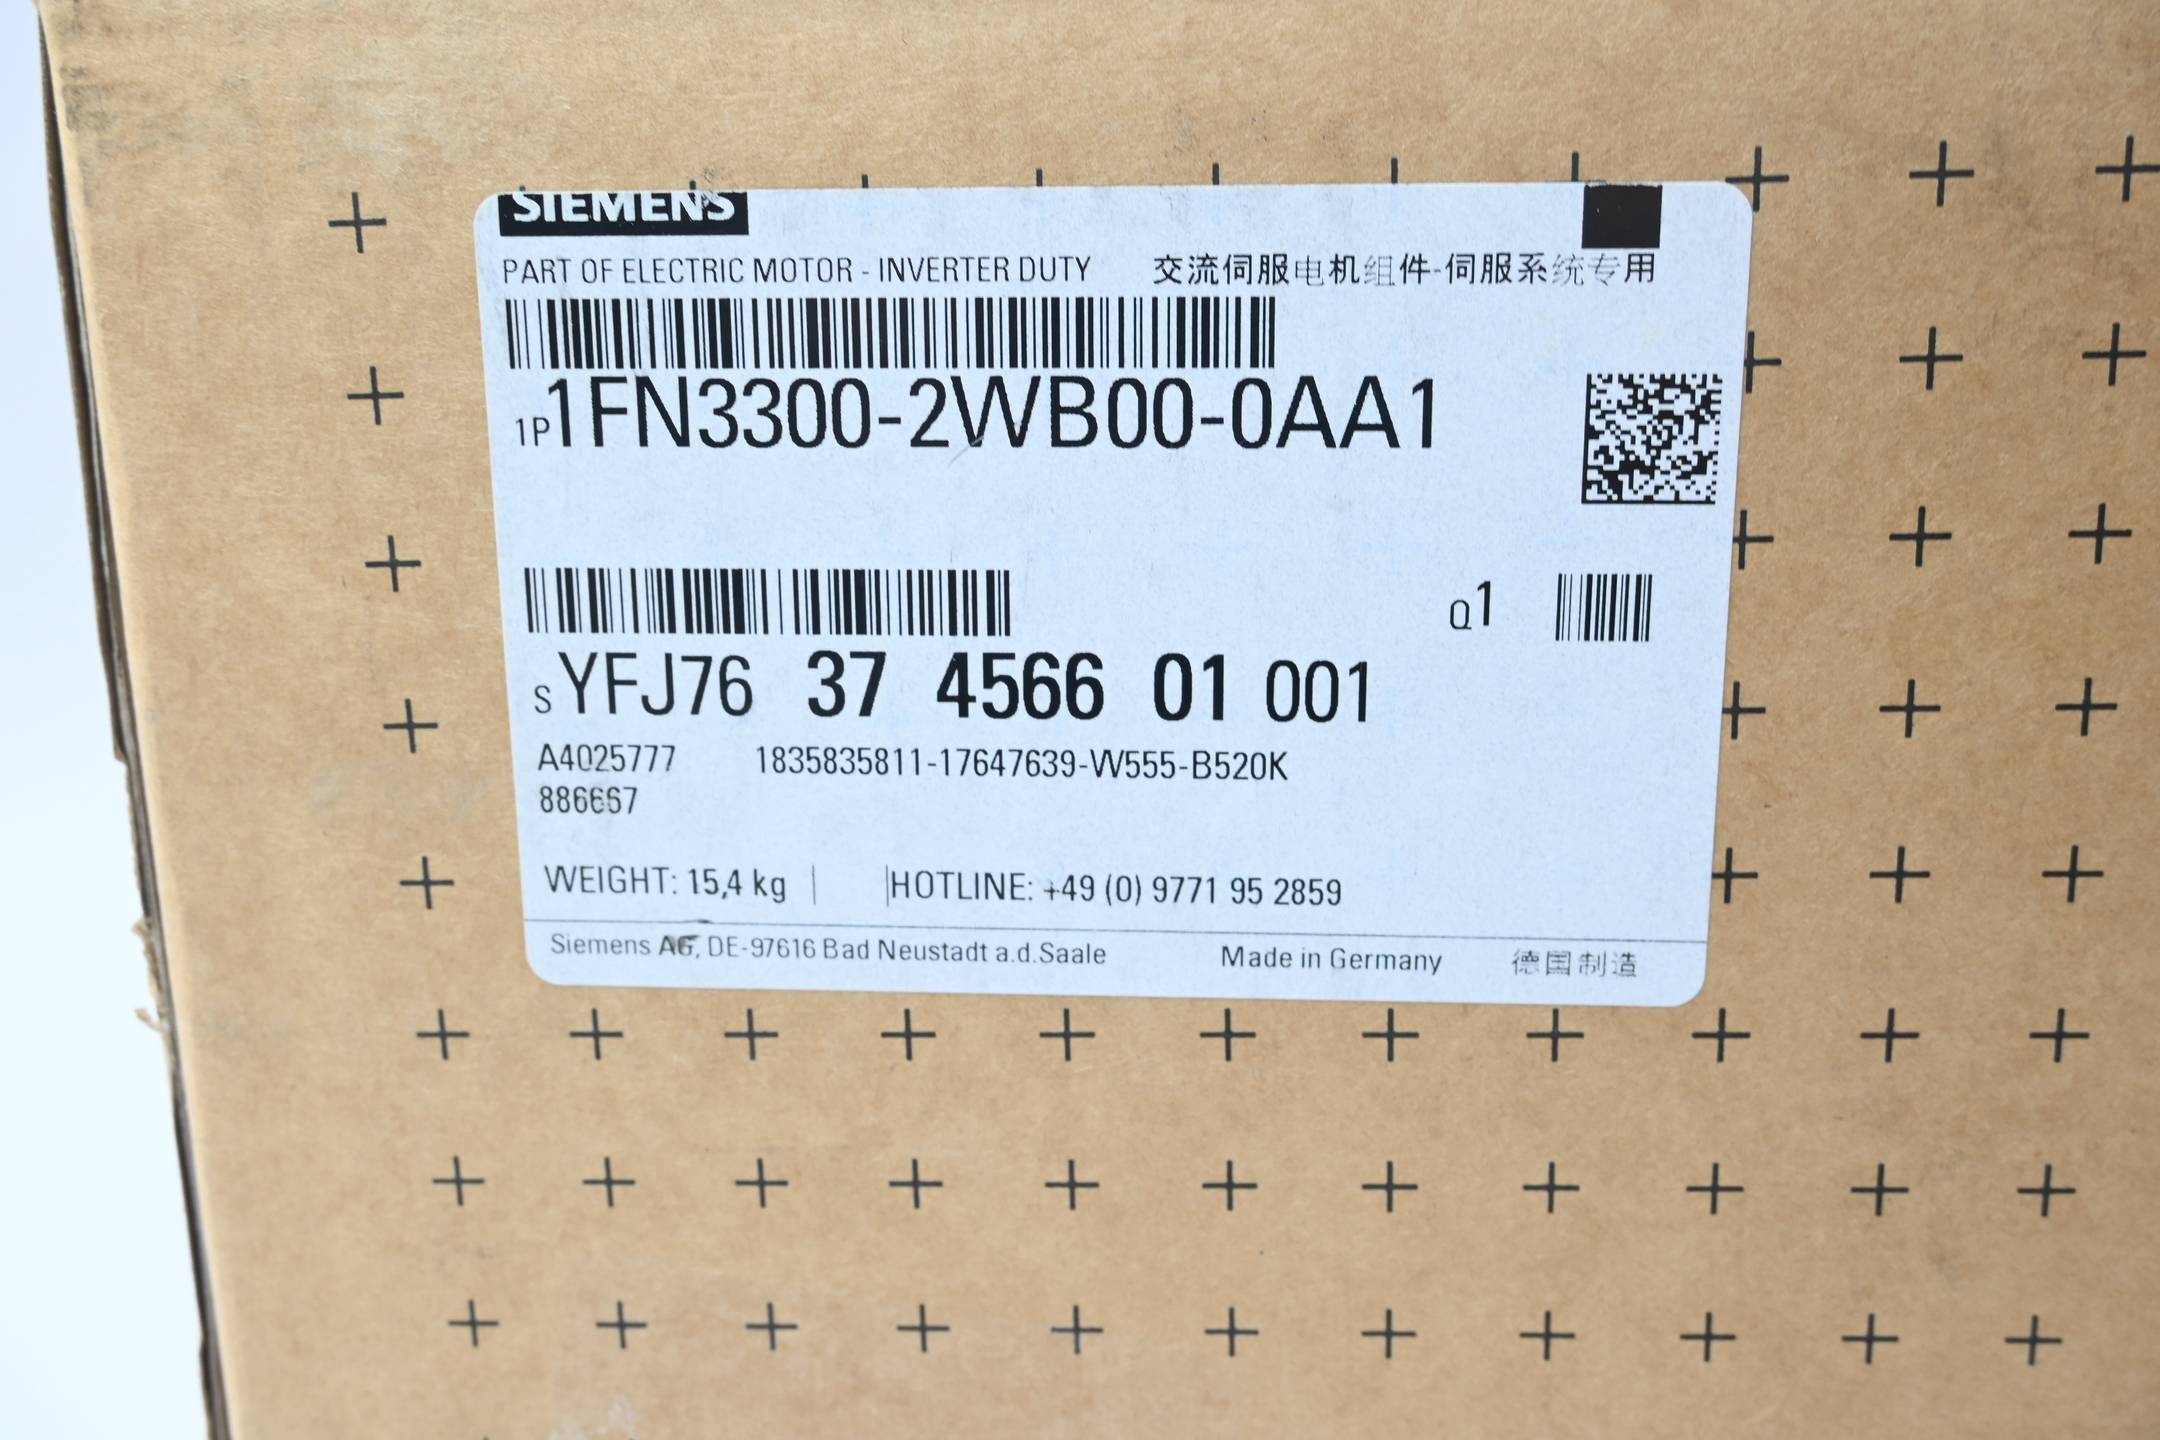 SIEMENS
PART OF ELECTRIC MOTOR - INVERTER DUTY 交流伺服电机组件-伺服系统专用
1P1FN3300-2WB00-0AA1
Q1
SYFJ76 37 4566 01 001
A4025777 1835835811-17647639-W555-B520K
886667
WEIGHT: 15,4 kg HOTLINE: +49 (0) 9771 95 2859
Siemens AG, DE-97616 Bad Neustadt a.d.Saale Made in Germany 德国制造